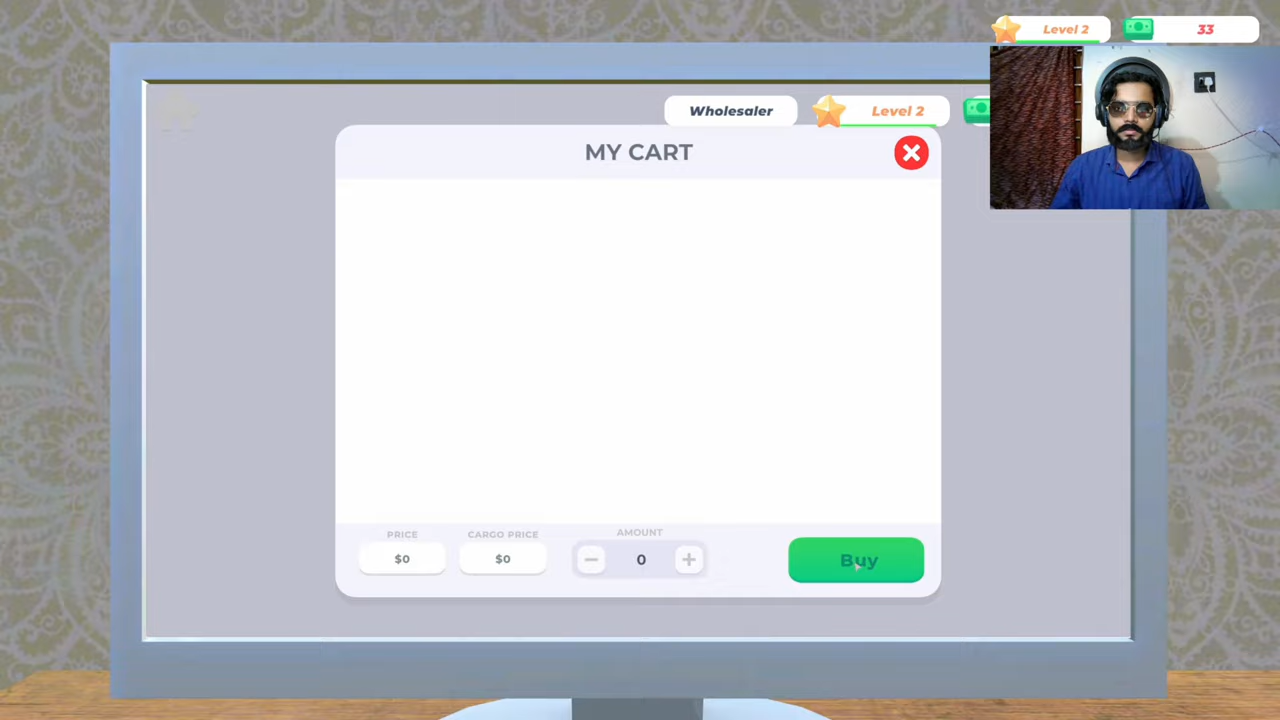 Level 2
33
Wholesaler
Level 2
MY CART
PRICE
CARGO PRICE
AMOUNT
$0
$0
0
Buy